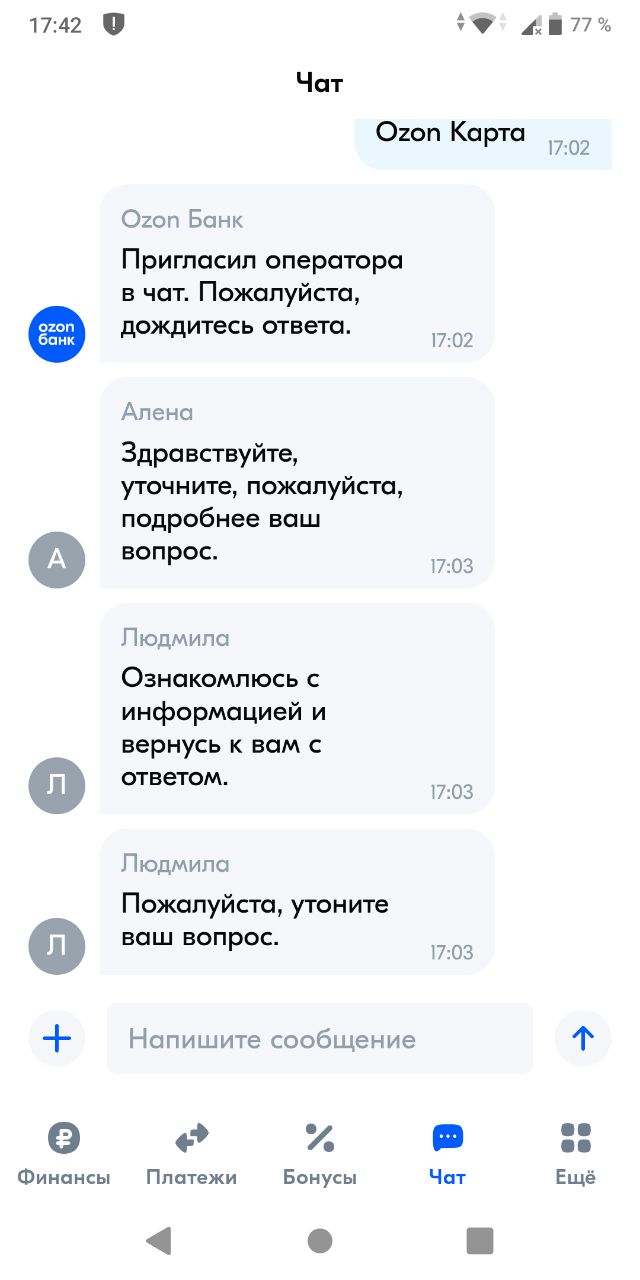 17:42
77 %
Чат
Ozon Карта
17:02
Ozon Банк
Пригласил оператора
в чат. Пожалуйста,
дождитесь ответа.
17:02
ozon
банк
Алена
Здравствуйте,
уточните, пожалуйста,
подробнее ваш
вопрос.
17:03
А
Людмила
Ознакомлюсь с
информацией и
вернусь к вам с
ответом.
17:03
Л
Людмила
Пожалуйста, утоните
ваш вопрос.
17:03
Л
Напишите сообщение
Финансы
Платежи
Бонусы
Чат
Ещё